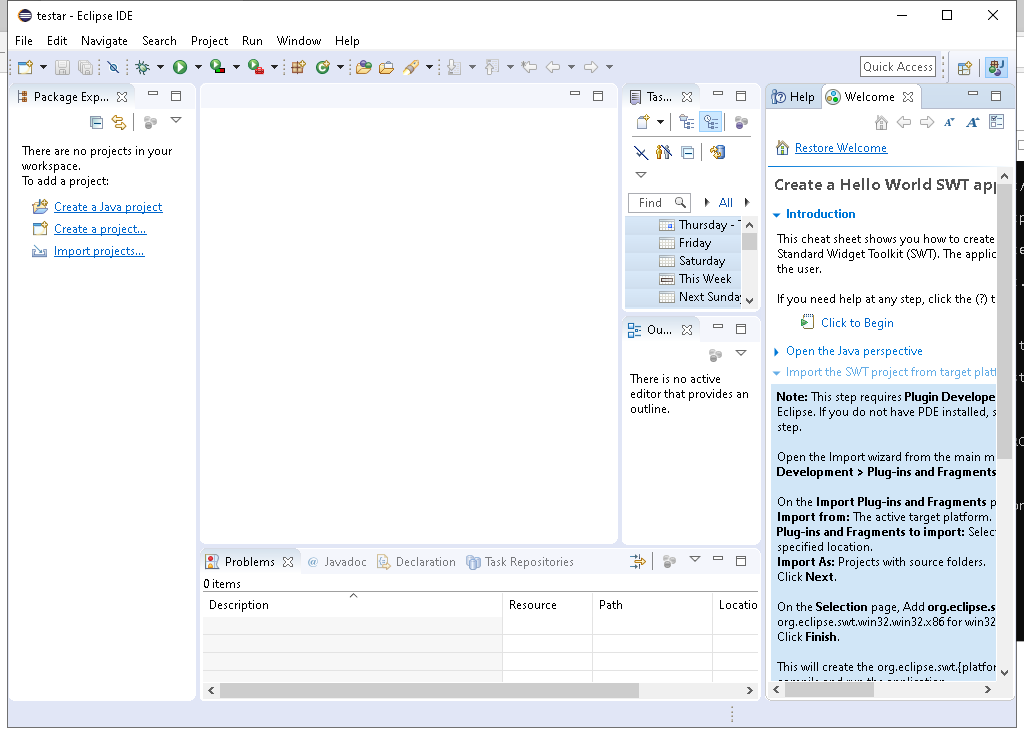 testar - Eclipse IDE
File Edit Navigate Search Project Run Window Help
Quick Access
Package Exp...
There are no projects in your
workspace.
To add a project:
Create a Java project
Create a project...
Import projects...
Tas...
Find
All
Thursday -
Friday
Saturday
This Week
Next Sunday
Ou...
There is no active
editor that provides an
outline.
Problems Javadoc Declaration Task Repositories
0 items
Description Resource Path Locatio
Help Welcome
Restore Welcome
Create a Hello World SWT app
Introduction
This cheat sheet shows you how to create
Standard Widget Toolkit (SWT). The applic
the user.
If you need help at any step, click the (?) t
Click to Begin
Open the Java perspective
Import the SWT project from target platf
Note: This step requires Plugin Develope
Eclipse. If you do not have PDE installed, s
step.
Open the Import wizard from the main m
Development > Plug-ins and Fragments
On the Import Plug-ins and Fragments p
Import from: The active target platform.
Plug-ins and Fragments to import: Selec
specified location.
Import As: Projects with source folders.
Click Next.
On the Selection page, Add org.eclipse.s
org.eclipse.swt.win32.win32.x86 for win32
Click Finish.
This will create the org.eclipse.swt.{platfor
compile and run the application.